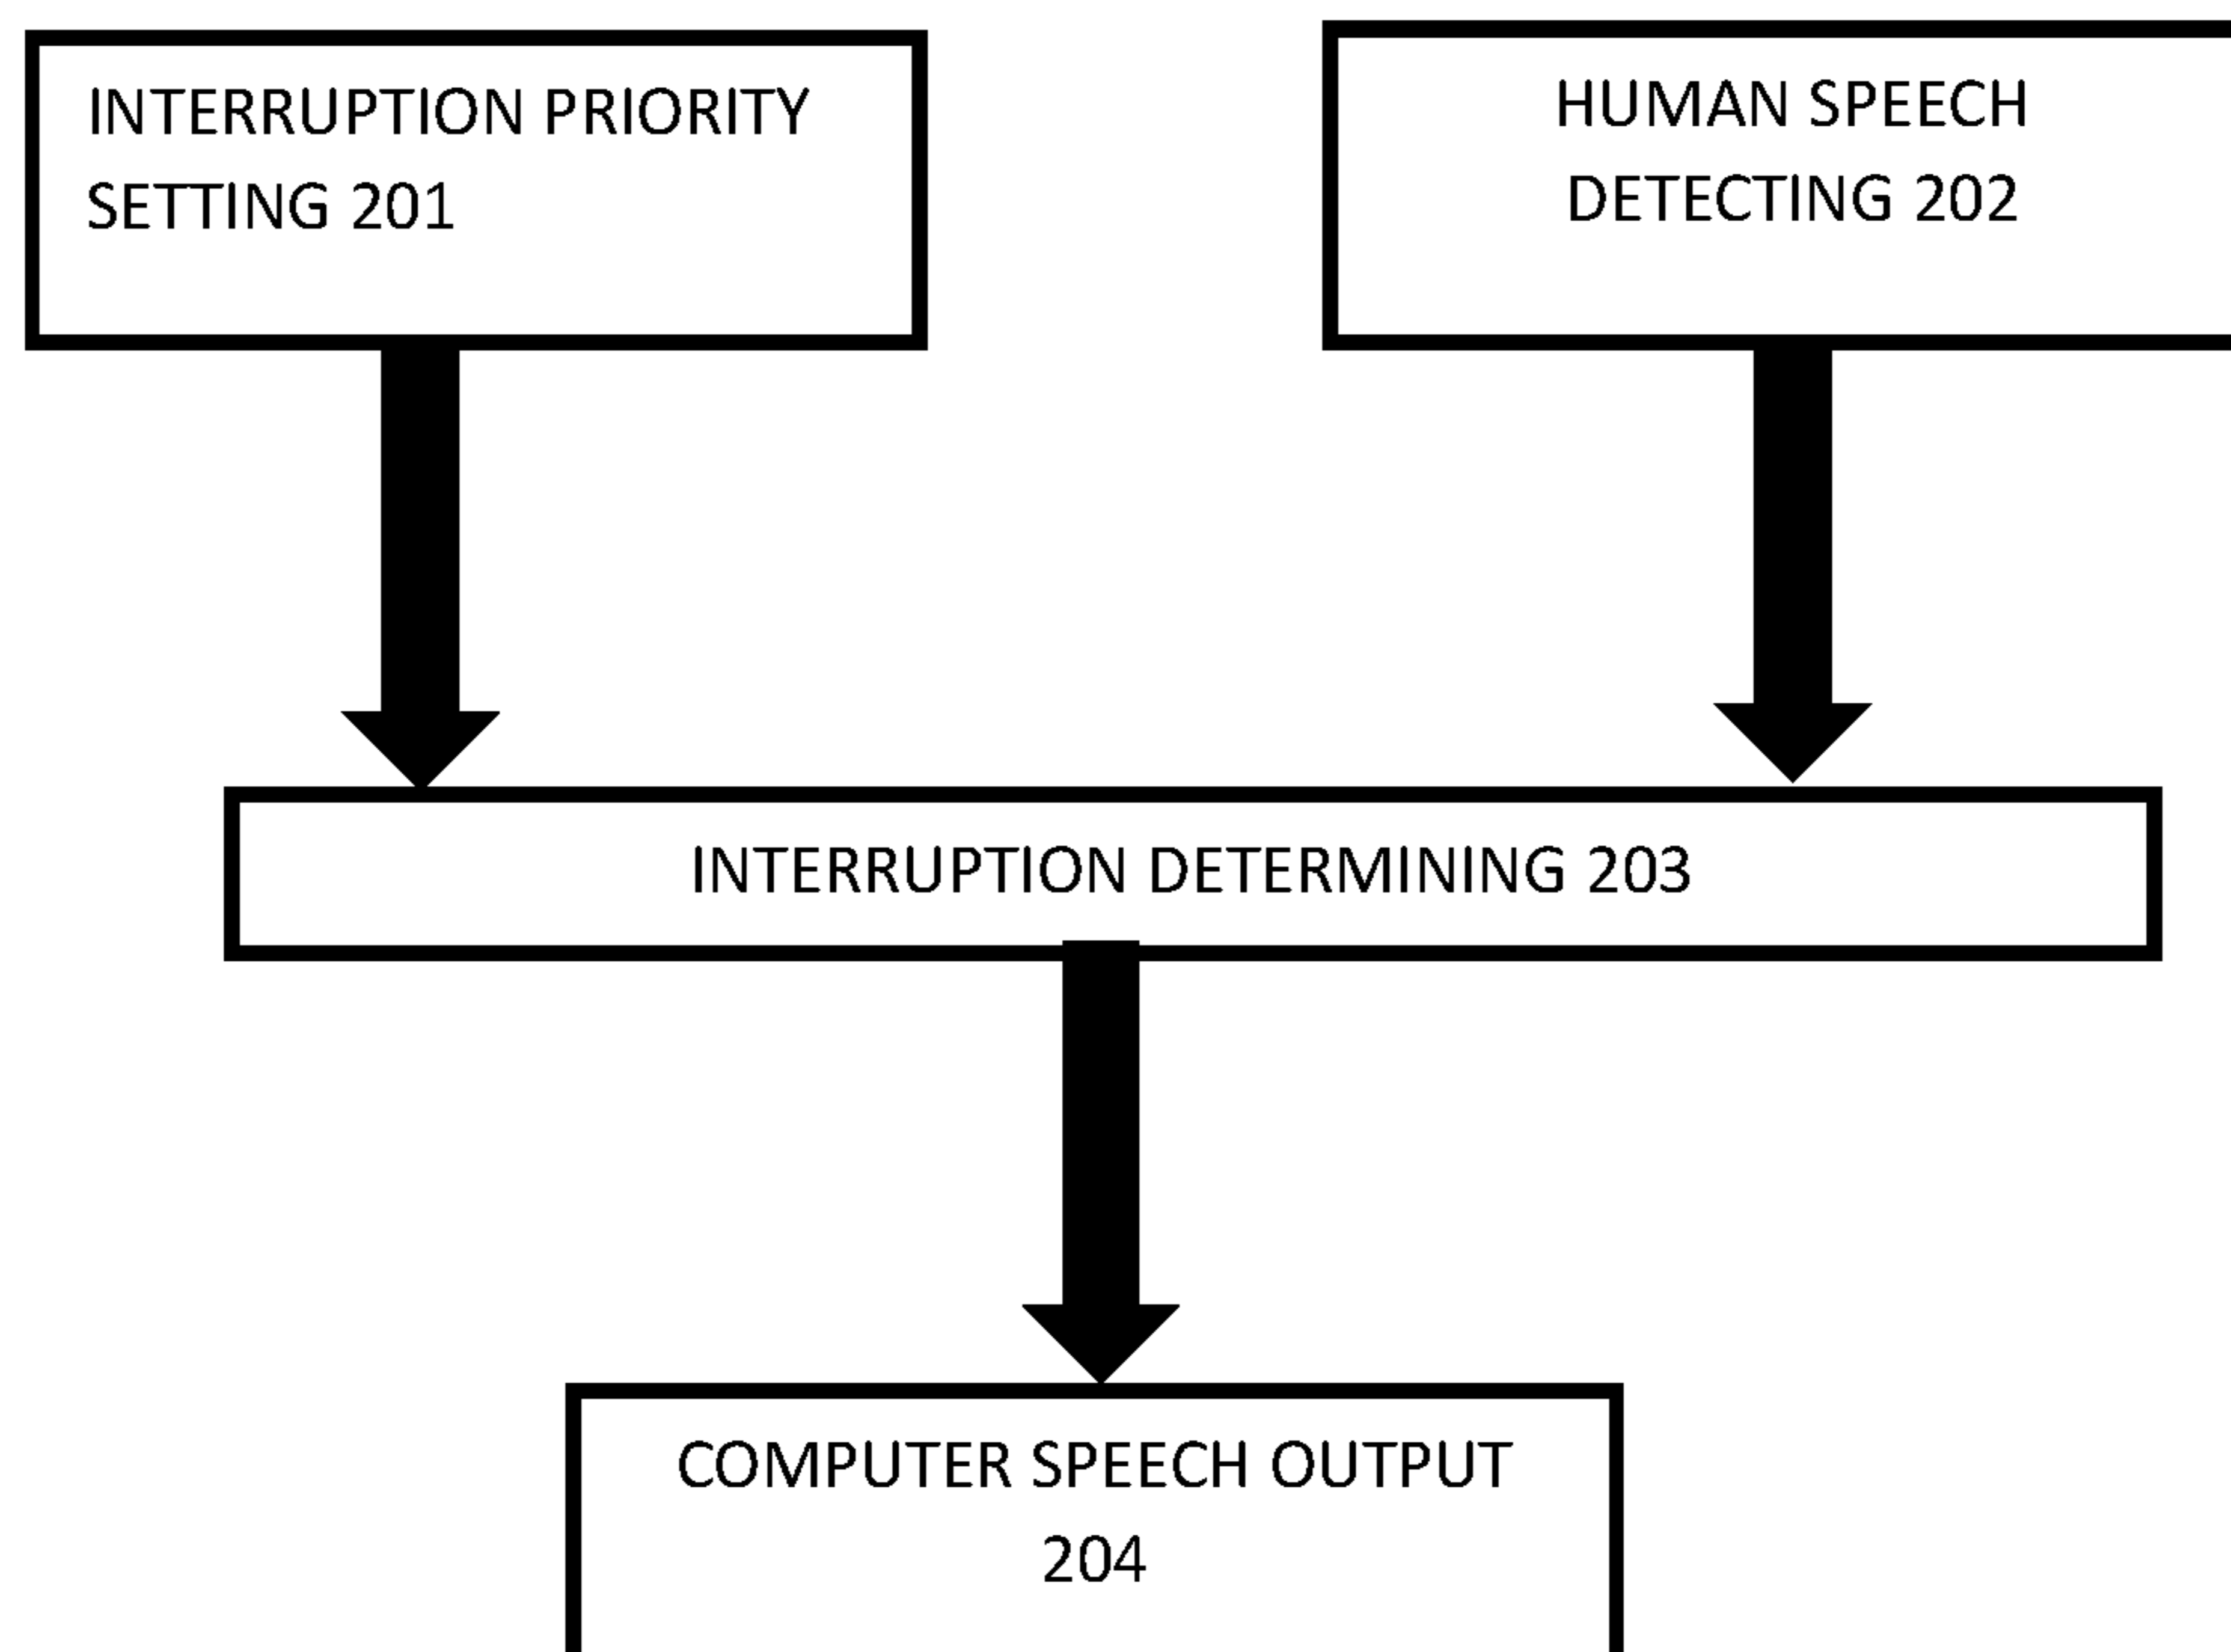 INTERRUPTION PRIORITY
SETTING 201
HUMAN SPEECH
DETECTING 202
INTERRUPTION DETERMINING 203
COMPUTER SPEECH OUTPUT
204